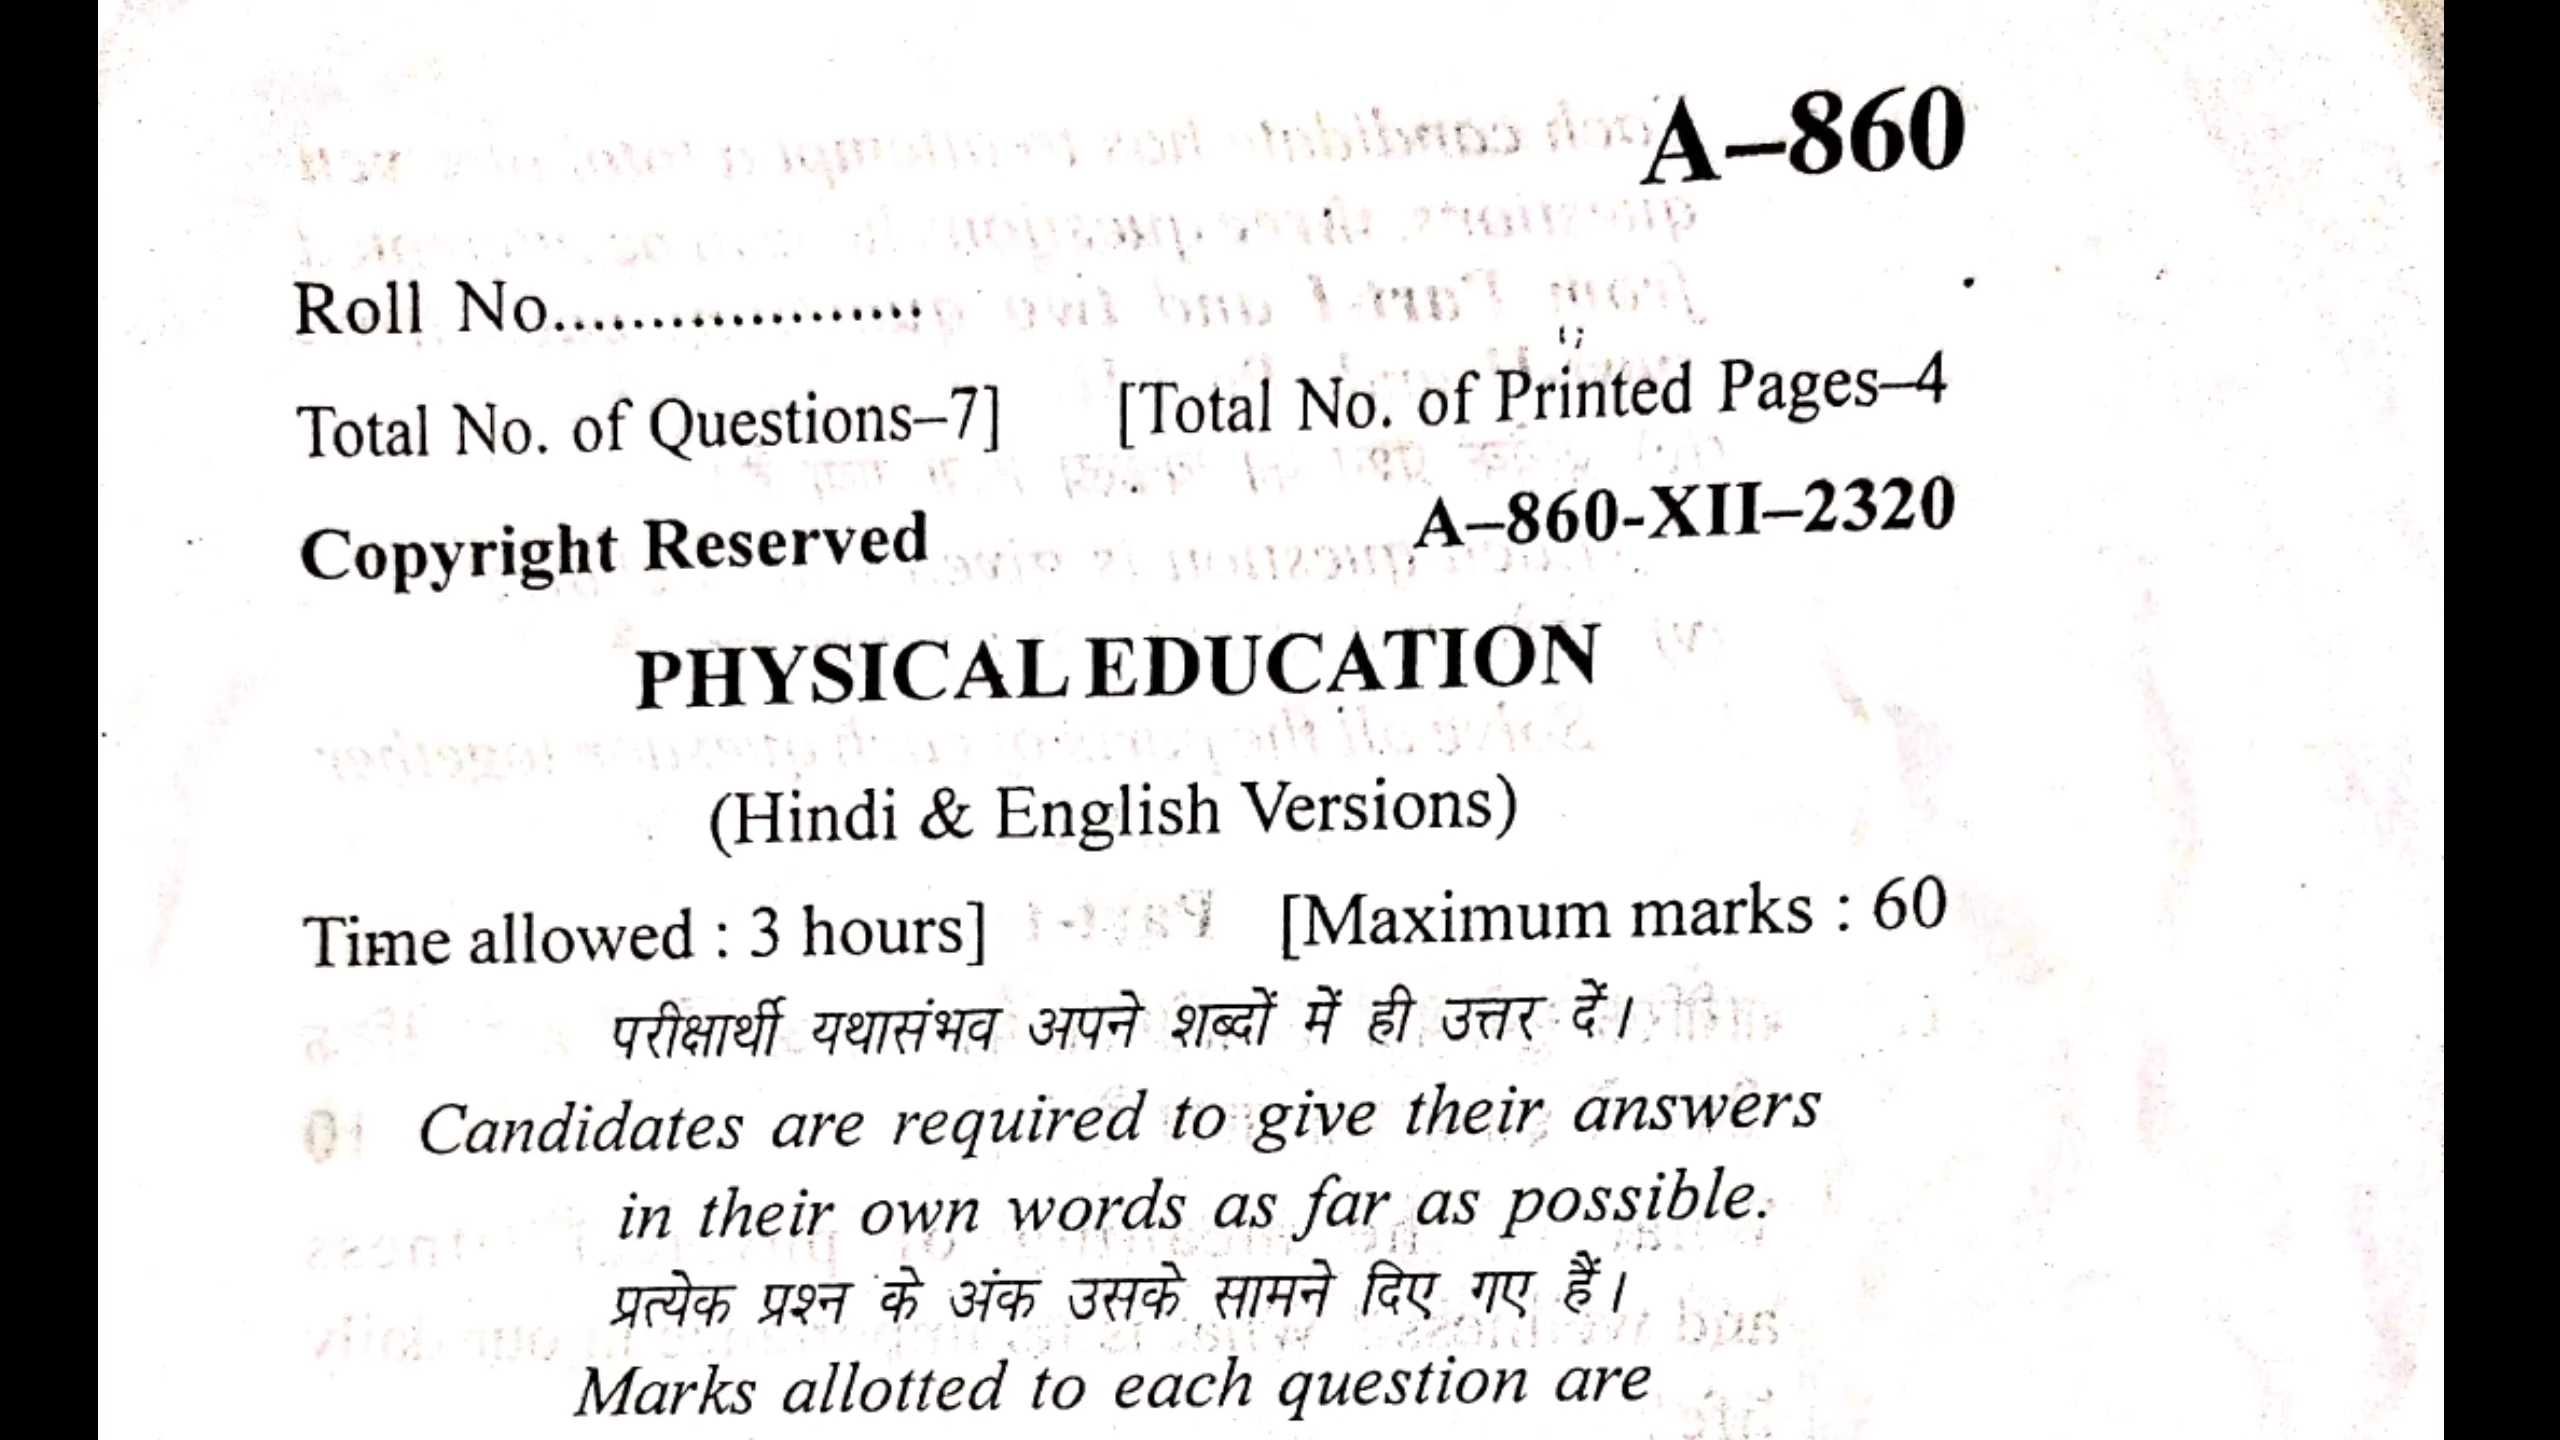 A–860
Roll No...................
Total No. of Questions–7] [Total No. of Printed Pages–4
Copyright Reserved A–860-XII–2320
PHYSICAL EDUCATION
(Hindi & English Versions)
Time allowed : 3 hours] [Maximum marks : 60
परीक्षार्थी यथासंभव अपने शब्दों में ही उत्तर दें।
Candidates are required to give their answers
in their own words as far as possible.
प्रत्येक प्रश्न के अंक उसके सामने दिए गए हैं।
Marks allotted to each question are